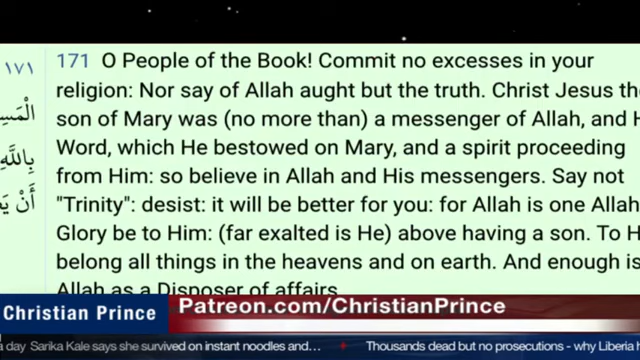 171 O People of the Book! Commit no excesses in your
religion: Nor say of Allah aught but the truth. Christ Jesus the
son of Mary was (no more than) a messenger of Allah, and H
Word, which He bestowed on Mary, and a spirit proceeding
from Him: so believe in Allah and His messengers. Say not
"Trinity": desist: it will be better for you: for Allah is one Allah
Glory be to Him: (far exalted is He) above having a son. To H
belong all things in the heavens and on earth. And enough is
Allah as a Disposer of affairs.
١٧١
الْمَسِ
بِاللَّهِ
أَنْ يَ
Christian Prince
Patreon.com/ChristianPrince
a day Sarika Kale says she survived on instant noodles and... Thousands dead but no prosecutions - why Liberia h